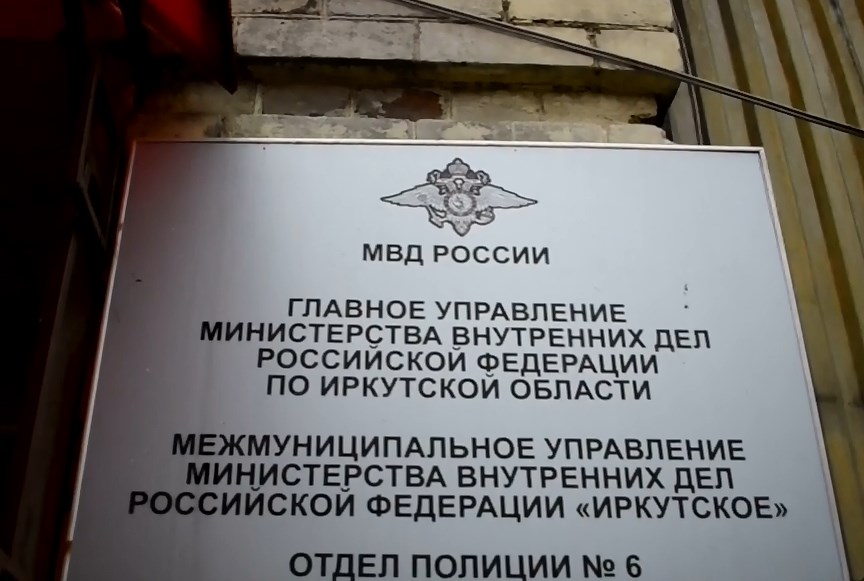 МВД РОССИИ
ГЛАВНОЕ УПРАВЛЕНИЕ
МИНИСТЕРСТВА ВНУТРЕННИХ ДЕЛ
РОССИЙСКОЙ ФЕДЕРАЦИИ
ПО ИРКУТСКОЙ ОБЛАСТИ
МЕЖМУНИЦИПАЛЬНОЕ УПРАВЛЕНИЕ
МИНИСТЕРСТВА ВНУТРЕННИХ ДЕЛ
РОССИЙСКОЙ ФЕДЕРАЦИИ «ИРКУТСКОЕ»
ОТДЕЛ ПОЛИЦИИ № 6